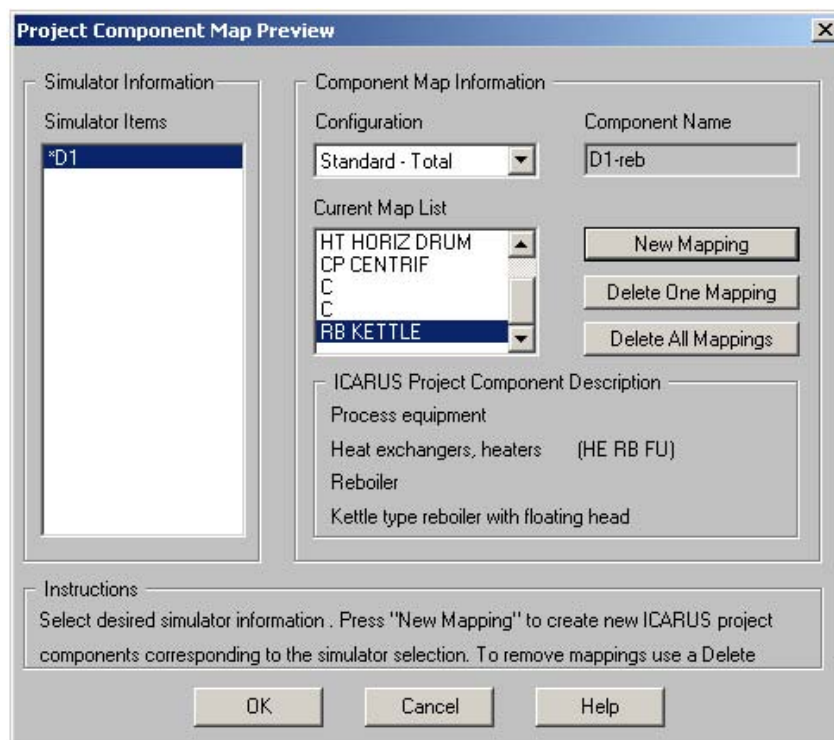 Project Component Map Preview
Simulator Information
Simulator Items
*D1
Component Map Information
Configuration
Component Name
Standard - Total
D1-reb
Current Map List
HT HORIZ DRUM
CP CENTRIF
C
C
RB KETTLE
New Mapping
Delete One Mapping
Delete All Mappings
ICARUS Project Component Description
Process equipment
Heat exchangers, heaters (HE RB FU)
Reboiler
Kettle type reboiler with floating head
Instructions
Select desired simulator information . Press "New Mapping" to create new ICARUS project
components corresponding to the simulator selection. To remove mappings use a Delete
OK
Cancel
Help